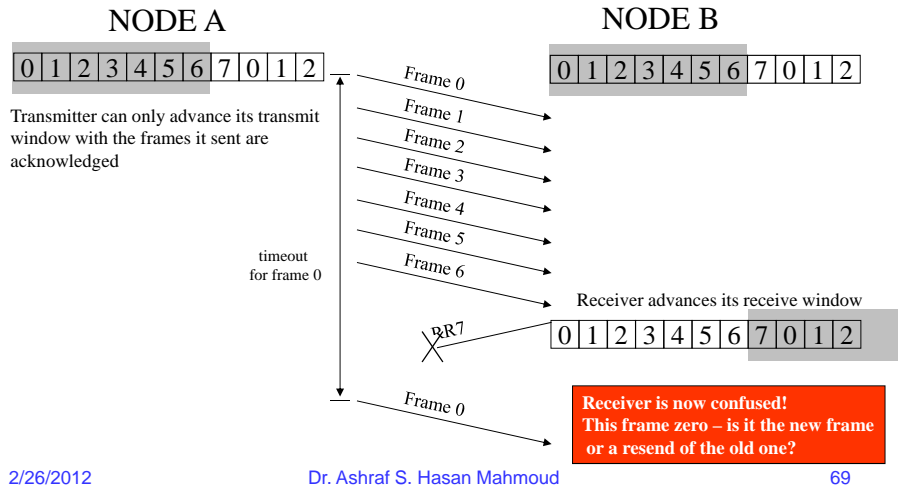 NODE A
NODE B
0 1 2 3 4 5 6 7 0 1 2
0 1 2 3 4 5 6 7 0 1 2
Transmitter can only advance its transmit
window with the frames it sent are
acknowledged
Frame 0
Frame 1
Frame 2
Frame 3
Frame 4
Frame 5
Frame 6
timeout
for frame 0
Receiver advances its receive window
RR7
0 1 2 3 4 5 6 7 0 1 2
Frame 0
Receiver is now confused!
This frame zero – is it the new frame
or a resend of the old one?
2/26/2012
Dr. Ashraf S. Hasan Mahmoud
69